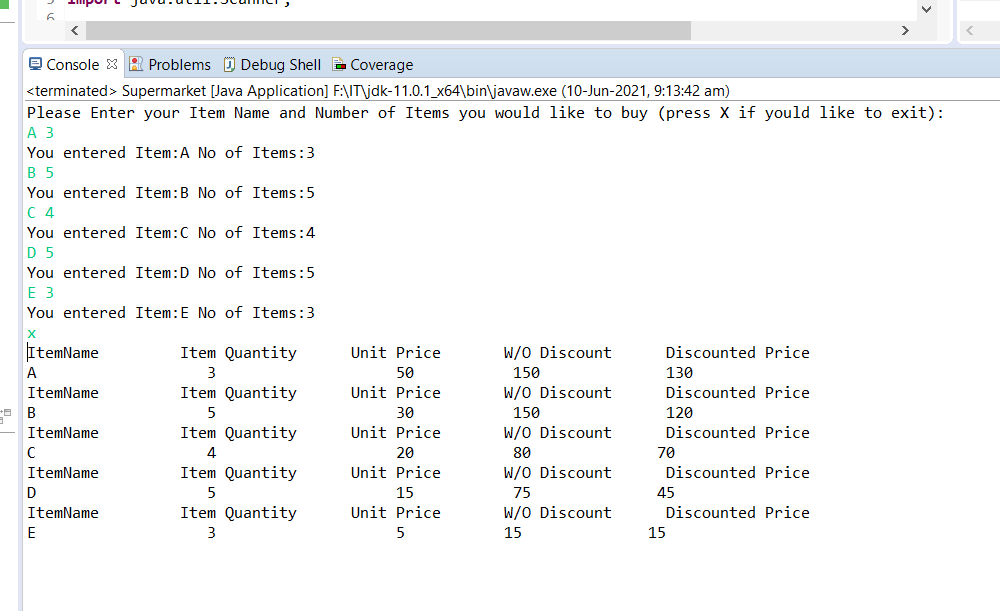 5 import java.util.Scanner;
6
Console Problems Debug Shell Coverage
<terminated> Supermarket [Java Application] F:\IT\jdk-11.0.1_x64\bin\javaw.exe (10-Jun-2021, 9:13:42 am)
Please Enter your Item Name and Number of Items you would like to buy (press X if yould like to exit):
A 3
You entered Item:A No of Items:3
B 5
You entered Item:B No of Items:5
C 4
You entered Item:C No of Items:4
D 5
You entered Item:D No of Items:5
E 3
You entered Item:E No of Items:3
x
ItemName Item Quantity Unit Price W/O Discount Discounted Price
A 3 50 150 130
ItemName Item Quantity Unit Price W/O Discount Discounted Price
B 5 30 150 120
ItemName Item Quantity Unit Price W/O Discount Discounted Price
C 4 20 80 70
ItemName Item Quantity Unit Price W/O Discount Discounted Price
D 5 15 75 45
ItemName Item Quantity Unit Price W/O Discount Discounted Price
E 3 5 15 15